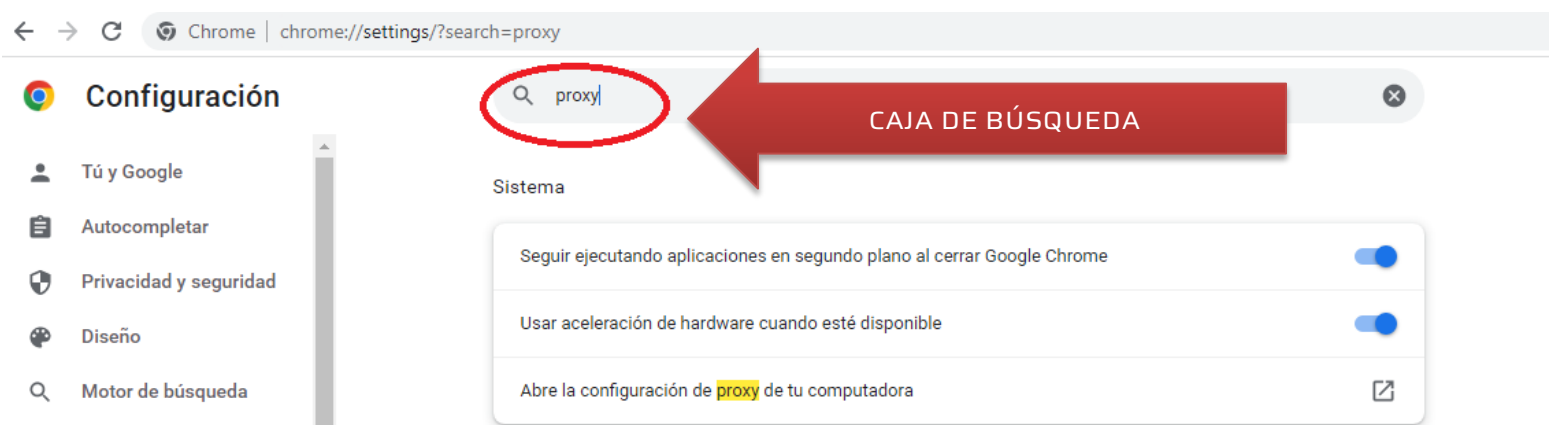 Chrome | chrome://settings/?search=proxy
Configuración
proxy
CAJA DE BÚSQUEDA
Tú y Google
Autocompletar
Privacidad y seguridad
Diseño
Motor de búsqueda
Sistema
Seguir ejecutando aplicaciones en segundo plano al cerrar Google Chrome
Usar aceleración de hardware cuando esté disponible
Abre la configuración de proxy de tu computadora